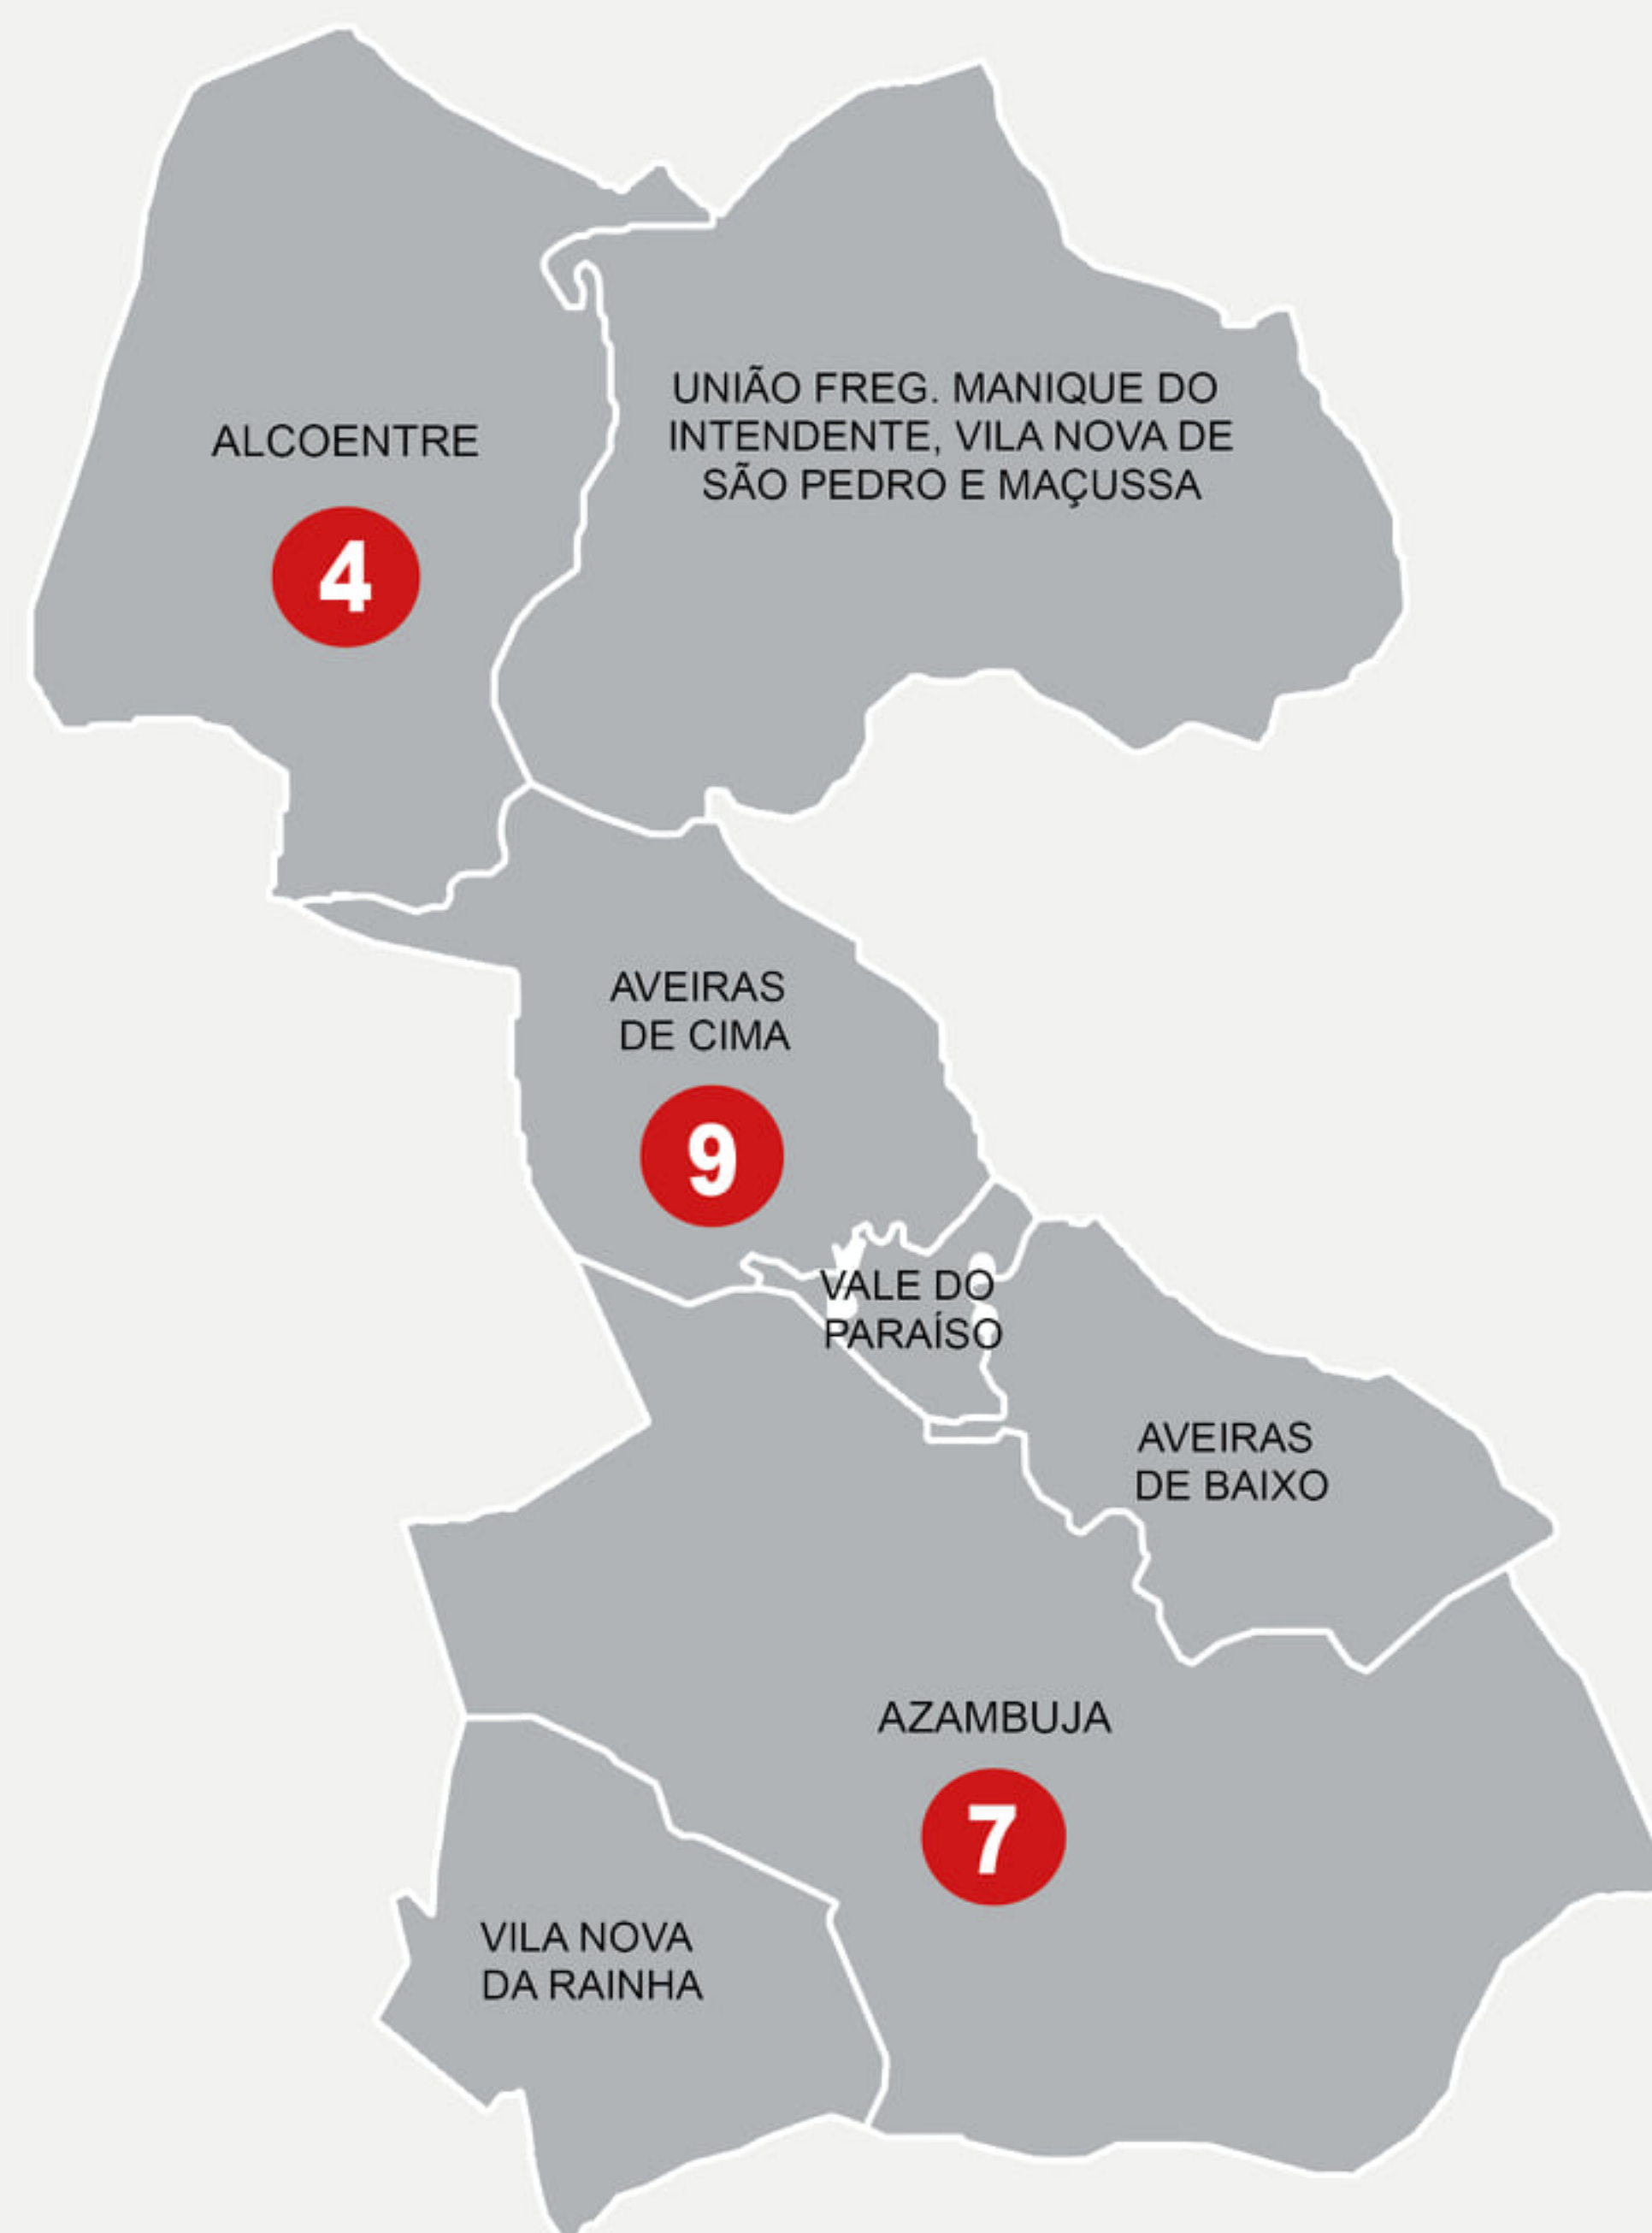 ALCOENTRE
4
UNIÃO FREG. MANIQUE DO
INTENDENTE, VILA NOVA DE
SÃO PEDRO E MAÇUSSA
AVEIRAS
DE CIMA
9
VALE DO
PARAÍSO
AVEIRAS
DE BAIXO
AZAMBUJA
7
VILA NOVA
DA RAINHA